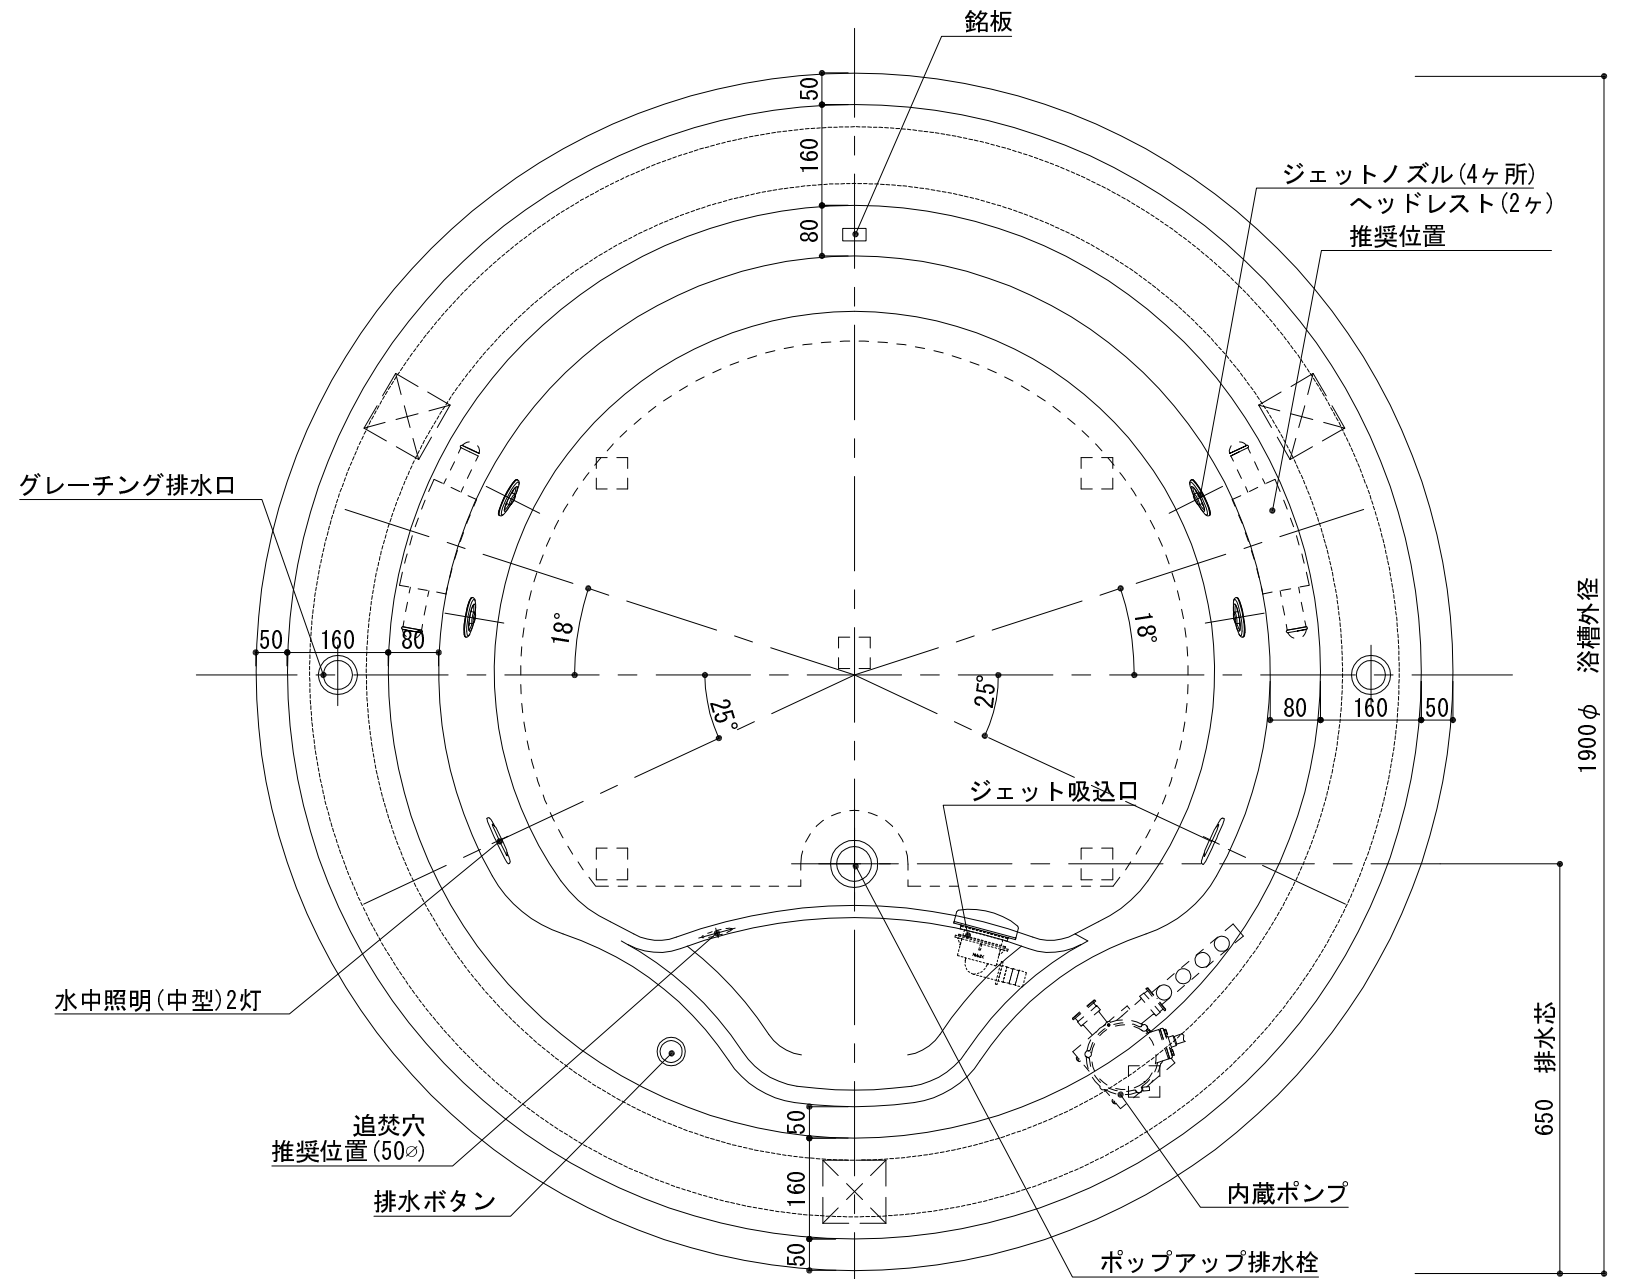 銘板
50
160
80
ジェットノズル(4ヶ所)
ヘッドレスト(2ヶ)
推奨位置
グレーチング排水口
50
160
80
18°
18°
25°
25°
80
160
50
1900φ 浴槽外径
ジェット吸込口
水中照明(中型)2灯
650 排水芯
追焚穴
推奨位置(50⌀)
排水ボタン
50
160
50
内蔵ポンプ
ポップアップ排水栓